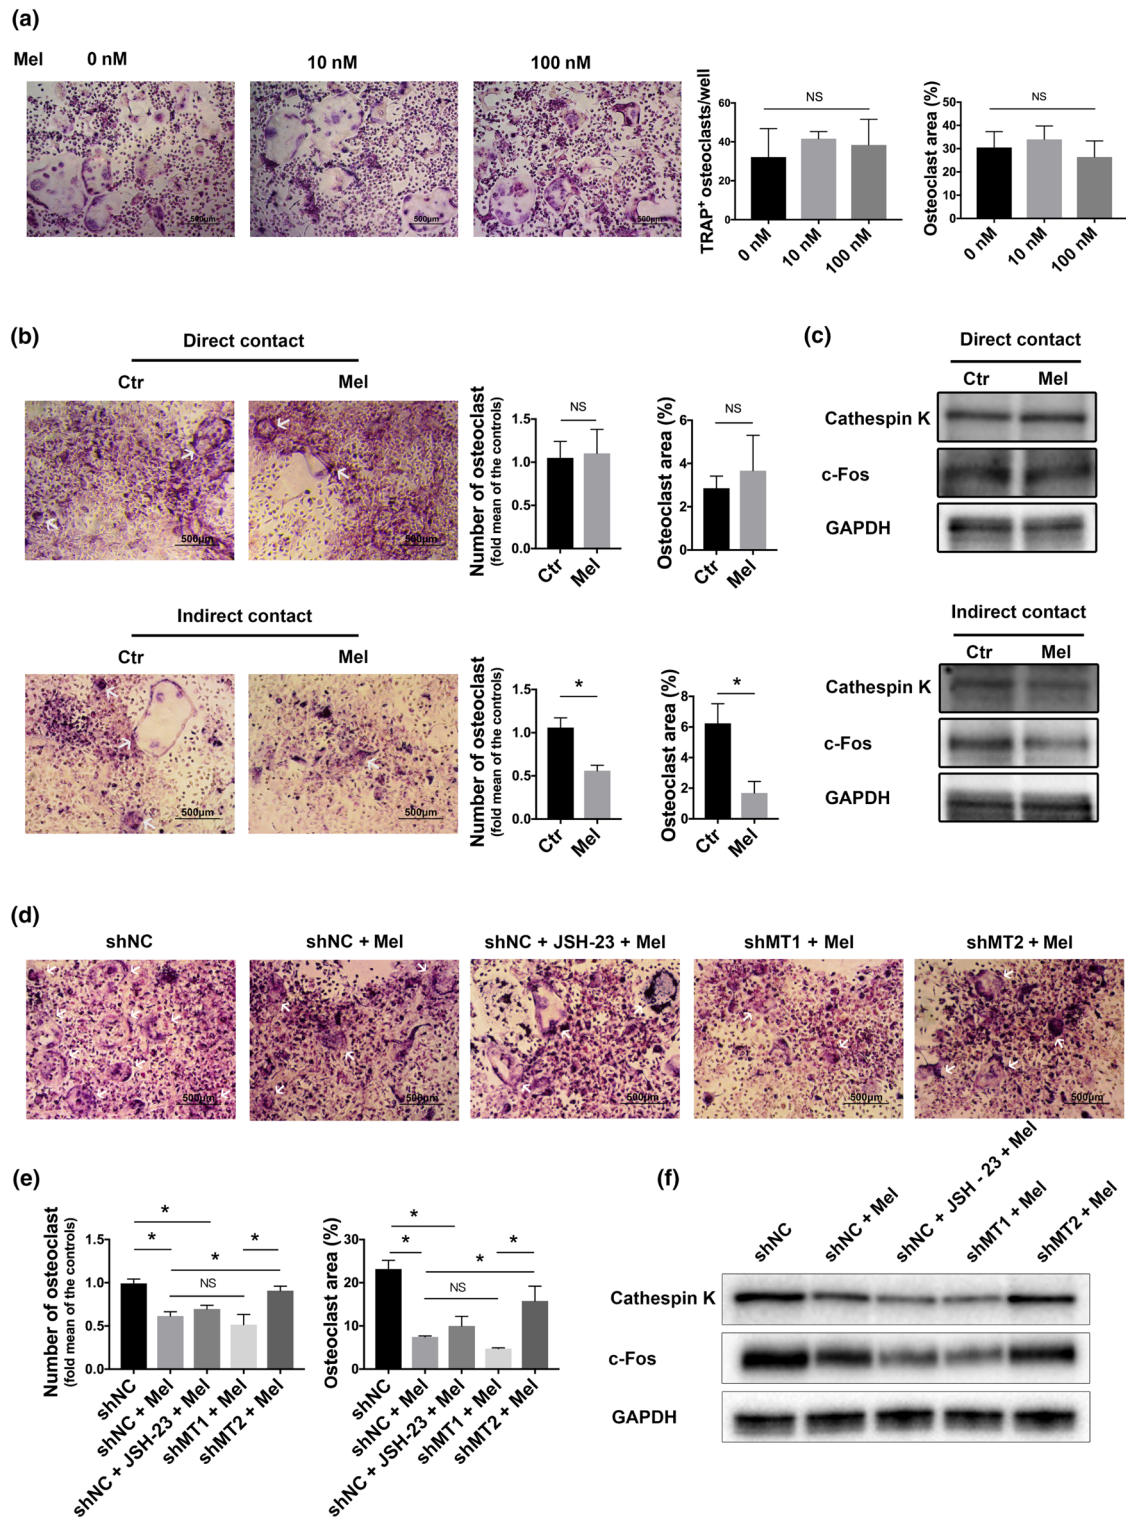 (a)
Mel 0 nM 10 nM 100 nM
500µm 500µm 500µm
TRAP⁺ osteoclasts/well
60
40
20
0
NS
0 nM 10 nM 100 nM
Osteoclast area (%)
50
40
30
20
10
0
NS
0 nM 10 nM 100 nM
(b)
Direct contact
Ctr Mel
500µm 500µm
Number of osteoclast
(fold mean of the controls)
1.5
1.0
0.5
0.0
NS
Ctr Mel
Osteoclast area (%)
6
4
2
0
NS
Ctr Mel
Indirect contact
Ctr Mel
500µm 500µm
Number of osteoclast
(fold mean of the controls)
1.5
1.0
0.5
0.0
*
Ctr Mel
Osteoclast area (%)
8
6
4
2
0
*
Ctr Mel
(c)
Direct contact
Ctr Mel
Cathespin K
c-Fos
GAPDH
Indirect contact
Ctr Mel
Cathespin K
c-Fos
GAPDH
(d)
shNC shNC + Mel shNC + JSH-23 + Mel shMT1 + Mel shMT2 + Mel
500µm 500µm 500µm 500µm 500µm
(e)
Number of osteoclast
(fold mean of the controls)
1.5
1.0
0.5
0.0
*
* *
*
NS
shNC
shNC + Mel
shNC + JSH-23 + Mel
shMT1 + Mel
shMT2 + Mel
Osteoclast area (%)
30
20
10
0
*
* *
*
NS
shNC
shNC + Mel
shNC + JSH-23 + Mel
shMT1 + Mel
shMT2 + Mel
(f)
shNC
shNC + Mel
shNC + JSH - 23 + Mel
shMT1 + Mel
shMT2 + Mel
Cathespin K
c-Fos
GAPDH